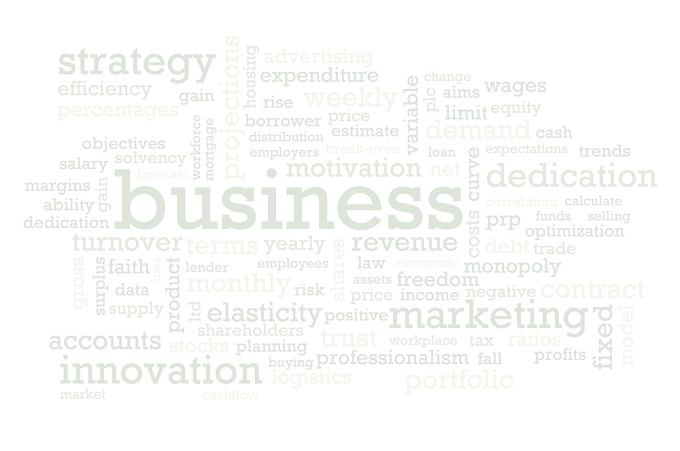 strategy
projections
housing
advertising
expenditure
efficiency
gain
percentages
rise
weekly
variable
plc
change
aims
wages
limit
equity
borrower
price
distribution
estimate
demand
cash
workforce
mortgage
objectives
solvency
salary
employers
break-even
loan
expectations
trends
forecast
motivation
net
curve
dedication
margins
gain
ability
dedication
business
correlation
calculate
prp
funds
selling
optimization
costs
turnover
terms
yearly
revenue
debt
trade
gross
surplus
faith
loss
product
lender
employees
shares
law
economic
monopoly
data
monthly
risk
assets
freedom
price
income
negative
contract
supply
ltd
elasticity
positive
marketing
fixed
model
shareholders
accounts
stocks
planning
trust
workplace
tax
ratios
innovation
buying
professionalism
fall
profits
logistics
portfolio
market
cashflow